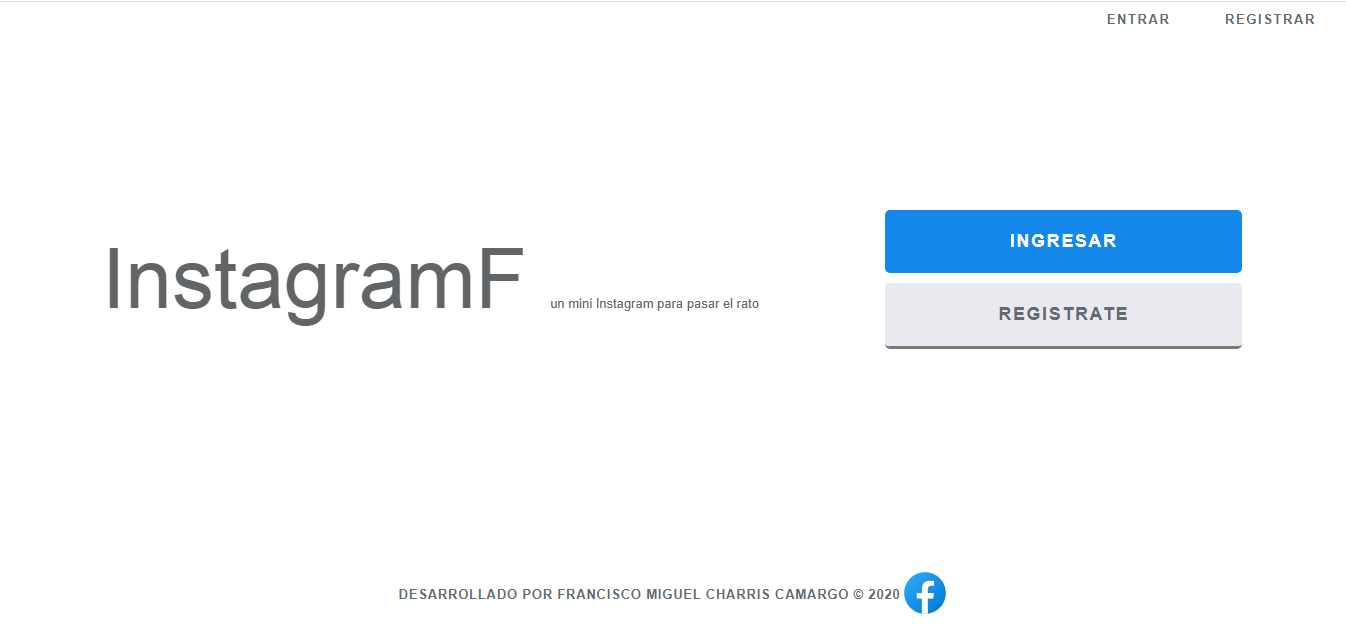 ENTRAR REGISTRAR
INGRESAR
InstagramF un mini Instagram para pasar el rato
REGISTRATE
DESARROLLADO POR FRANCISCO MIGUEL CHARRIS CAMARGO © 2020